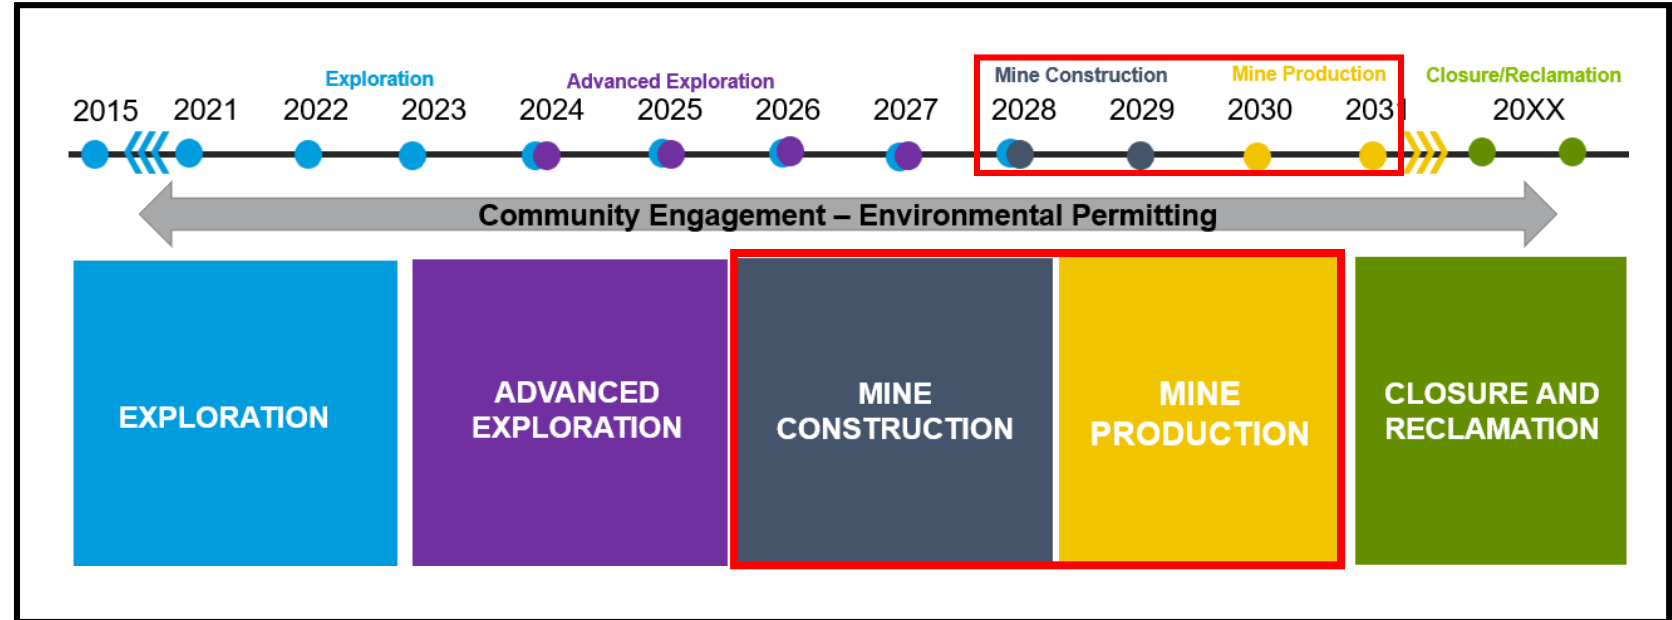 Exploration Advanced Exploration Mine Construction Mine Production Closure/Reclamation
2015 2021 2022 2023 2024 2025 2026 2027 2028 2029 2030 2031 20XX
Community Engagement – Environmental Permitting
EXPLORATION
ADVANCED
EXPLORATION
MINE
CONSTRUCTION
MINE
PRODUCTION
CLOSURE AND
RECLAMATION